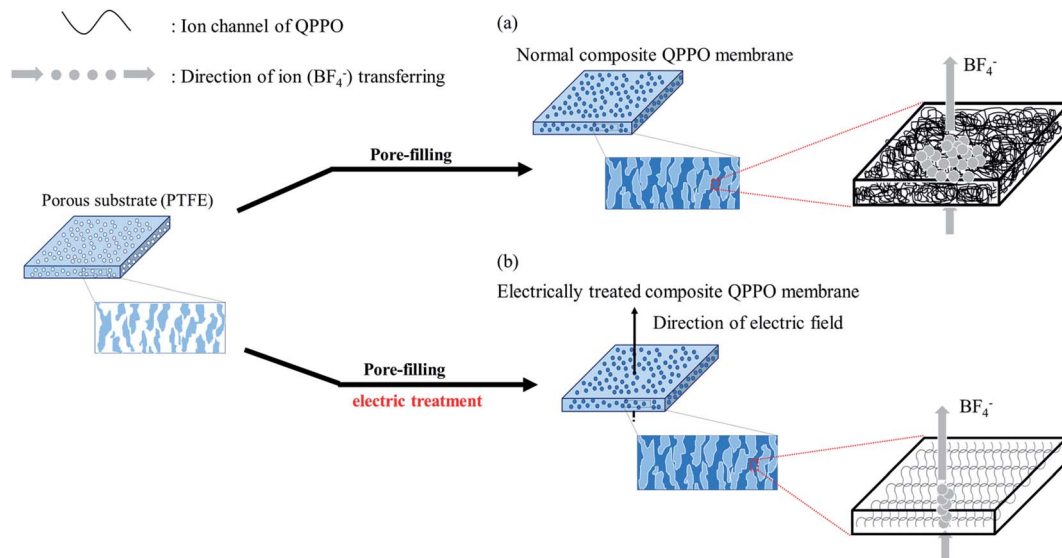 : Ion channel of QPPO
: Direction of ion (BF₄⁻) transferring
(a)
Normal composite QPPO membrane
BF₄⁻
Pore-filling
Porous substrate (PTFE)
(b)
Electrically treated composite QPPO membrane
Direction of electric field
Pore-filling
electric treatment
BF₄⁻